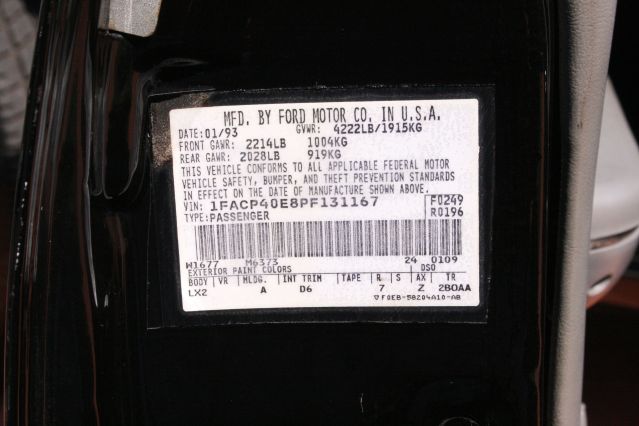 MFD. BY FORD MOTOR CO. IN U.S.A.
DATE: 01/93 GVWR: 4222LB/1915KG
FRONT GAWR: 2214LB 1004KG
REAR GAWR: 2028LB 919KG
THIS VEHICLE CONFORMS TO ALL APPLICABLE FEDERAL MOTOR
VEHICLE SAFETY, BUMPER, AND THEFT PREVENTION STANDARDS
IN EFFECT ON THE DATE OF MANUFACTURE SHOWN ABOVE.
VIN: 1FACP40E8PF131167 F0249
TYPE: PASSENGER R0196
W1677 M6373 24 0109
EXTERIOR PAINT COLORS DSO
BODY VR MLDG. INT TRIM TAPE R S AX TR
LX2 A D6 7 Z 2BOAA
F0EB-58204A10-AB